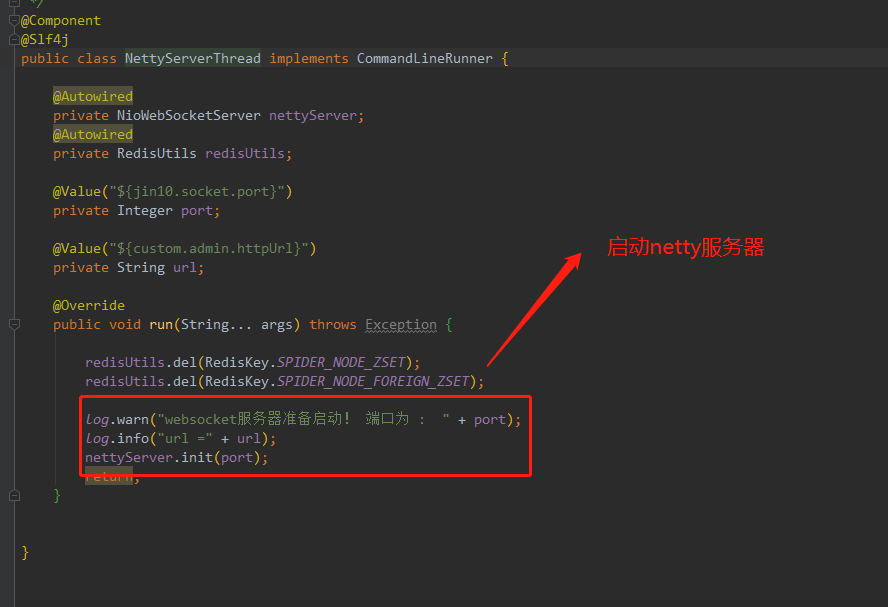 */
@Component
@Slf4j
public class NettyServerThread implements CommandLineRunner {
@Autowired
private NioWebSocketServer nettyServer;
@Autowired
private RedisUtils redisUtils;
@Value("${jin10.socket.port}")
private Integer port;
@Value("${custom.admin.httpUrl}")
private String url;
启动netty服务器
@Override
public void run(String... args) throws Exception {
redisUtils.del(RedisKey.SPIDER_NODE_ZSET);
redisUtils.del(RedisKey.SPIDER_NODE_FOREIGN_ZSET);
log.warn("websocket服务器准备启动! 端口为 : " + port);
log.info("url =" + url);
nettyServer.init(port);
return;
}
}